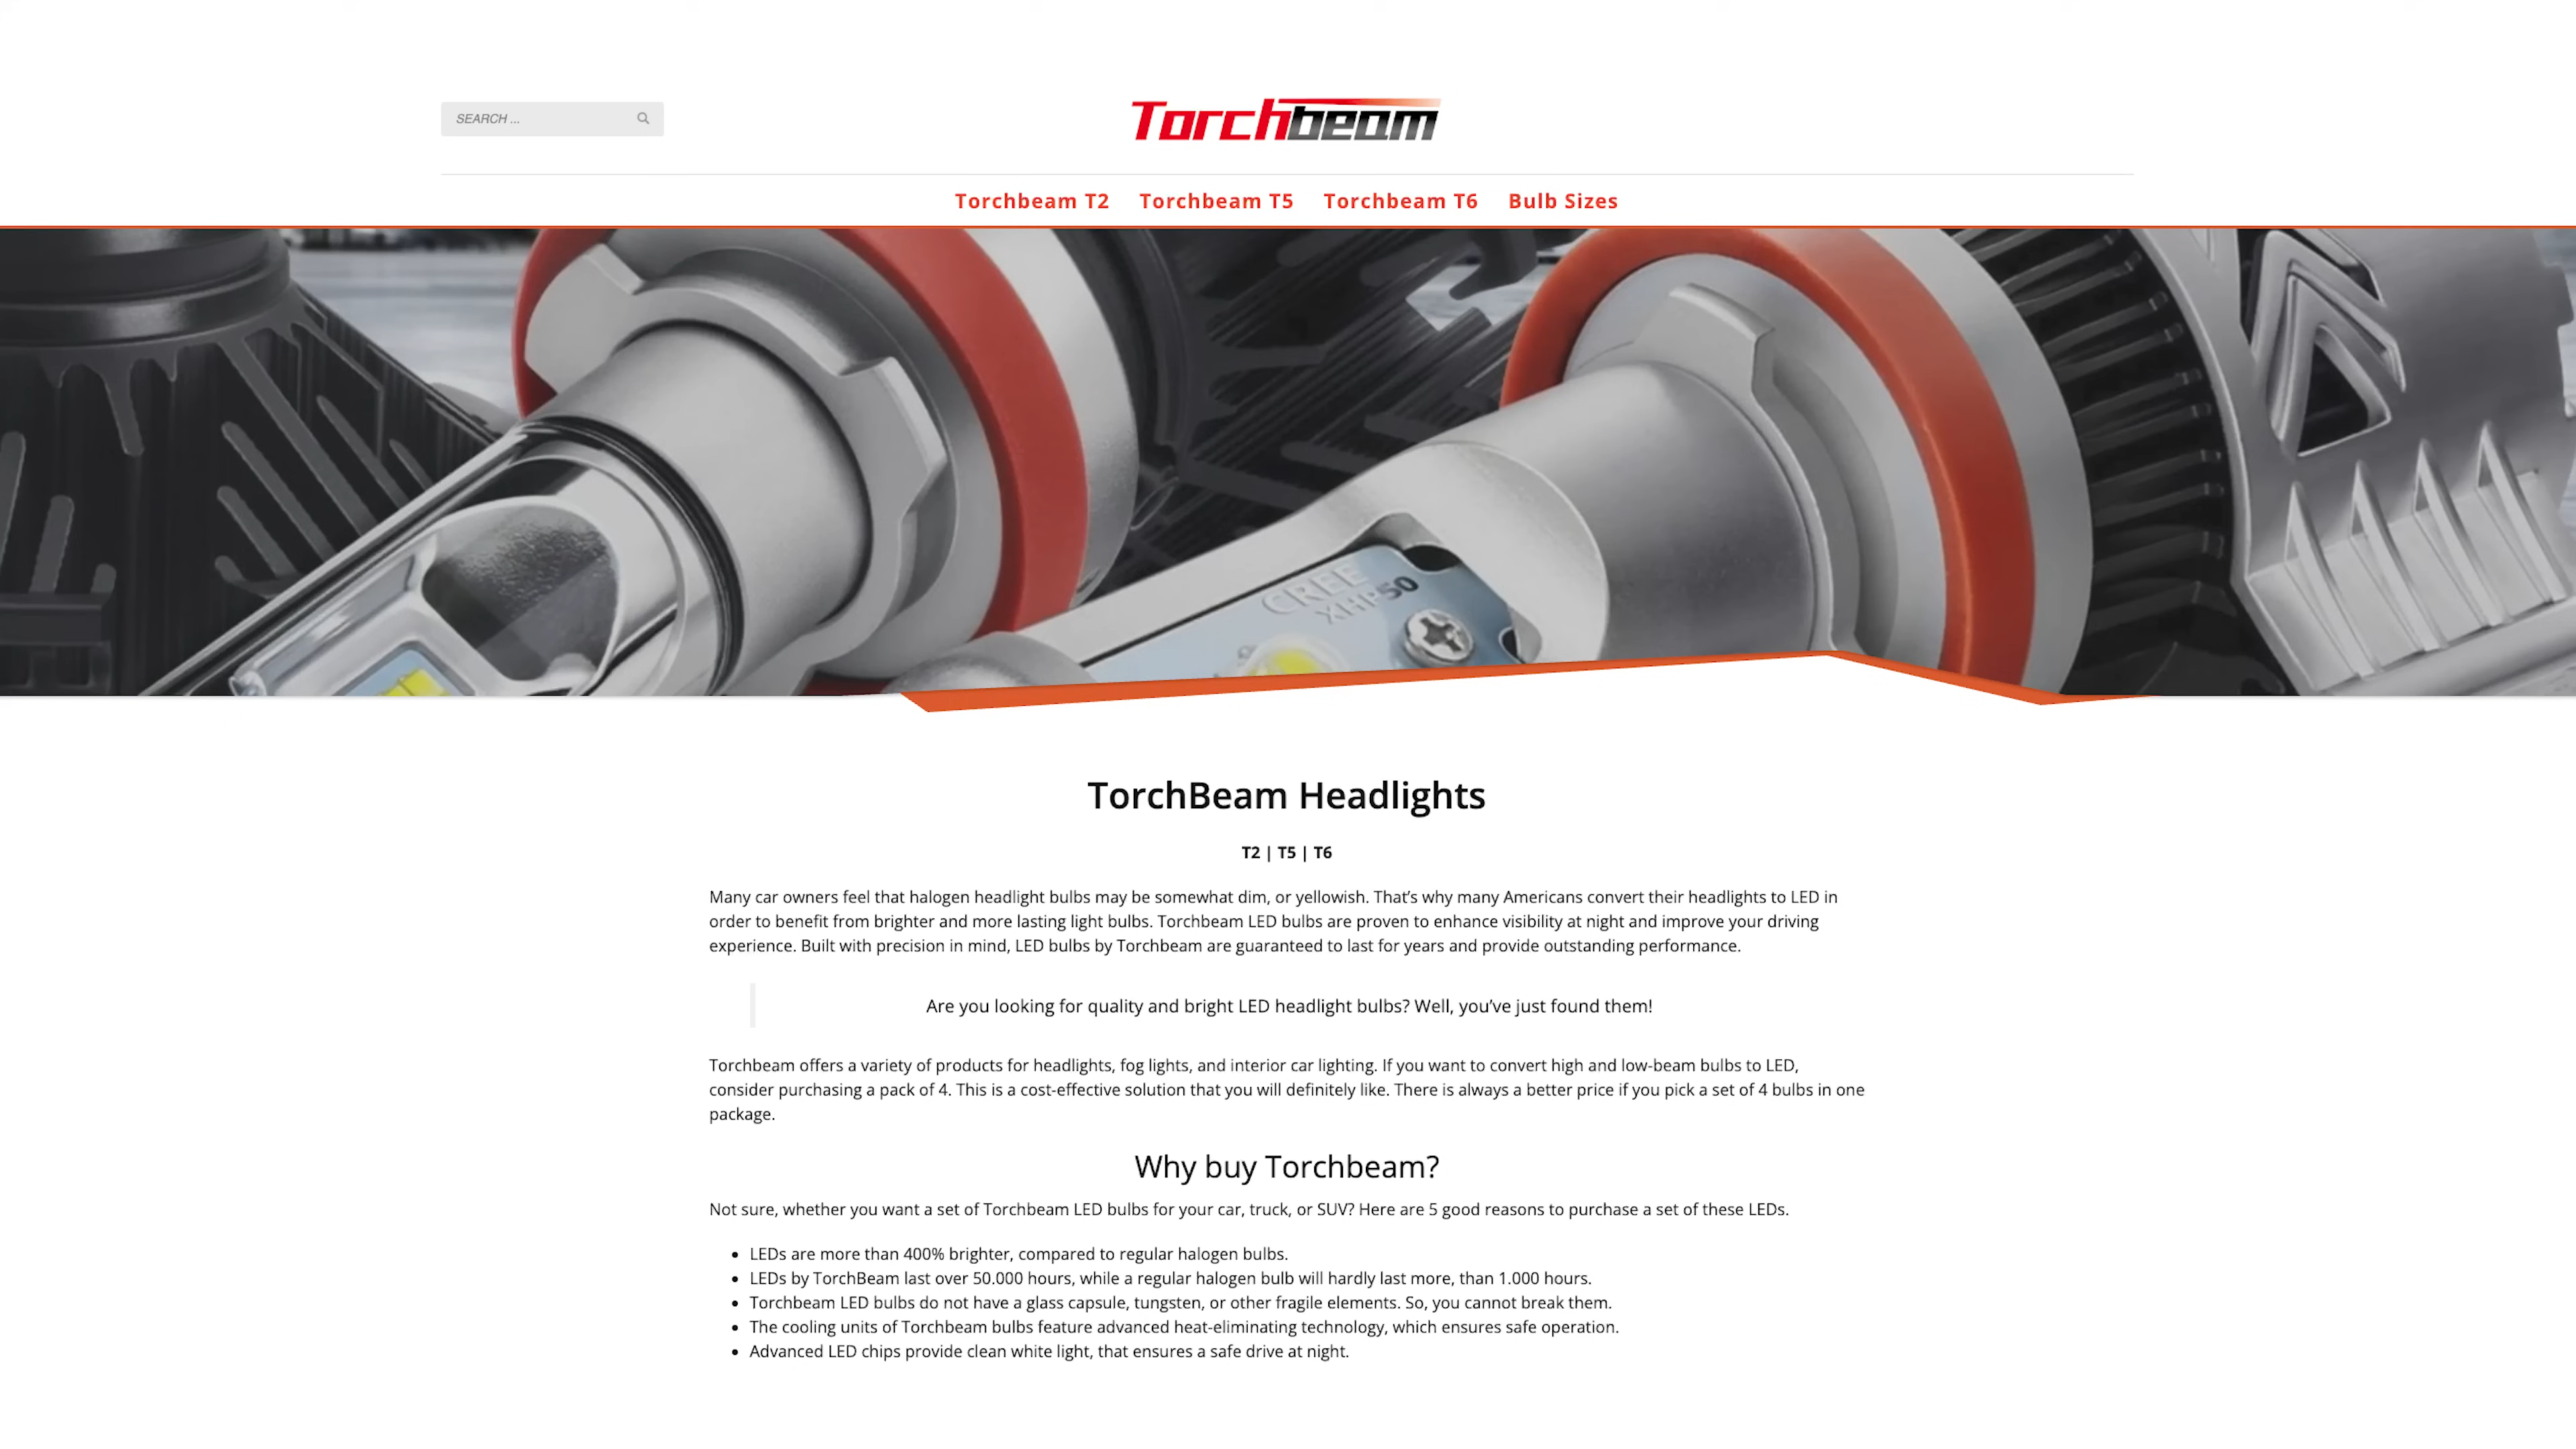 SEARCH ...
Torchbeam
Torchbeam T2
Torchbeam T5
Torchbeam T6
Bulb Sizes
CREE
XHP50
TorchBeam Headlights
T2 | T5 | T6
Many car owners feel that halogen headlight bulbs may be somewhat dim, or yellowish. That’s why many Americans convert their headlights to LED in
order to benefit from brighter and more lasting light bulbs. Torchbeam LED bulbs are proven to enhance visibility at night and improve your driving
experience. Built with precision in mind, LED bulbs by Torchbeam are guaranteed to last for years and provide outstanding performance.
Are you looking for quality and bright LED headlight bulbs? Well, you’ve just found them!
Torchbeam offers a variety of products for headlights, fog lights, and interior car lighting. If you want to convert high and low-beam bulbs to LED,
consider purchasing a pack of 4. This is a cost-effective solution that you will definitely like. There is always a better price if you pick a set of 4 bulbs in one
package.
Why buy Torchbeam?
Not sure, whether you want a set of Torchbeam LED bulbs for your car, truck, or SUV? Here are 5 good reasons to purchase a set of these LEDs.
• LEDs are more than 400% brighter, compared to regular halogen bulbs.
• LEDs by TorchBeam last over 50.000 hours, while a regular halogen bulb will hardly last more, than 1.000 hours.
• Torchbeam LED bulbs do not have a glass capsule, tungsten, or other fragile elements. So, you cannot break them.
• The cooling units of Torchbeam bulbs feature advanced heat-eliminating technology, which ensures safe operation.
• Advanced LED chips provide clean white light, that ensures a safe drive at night.